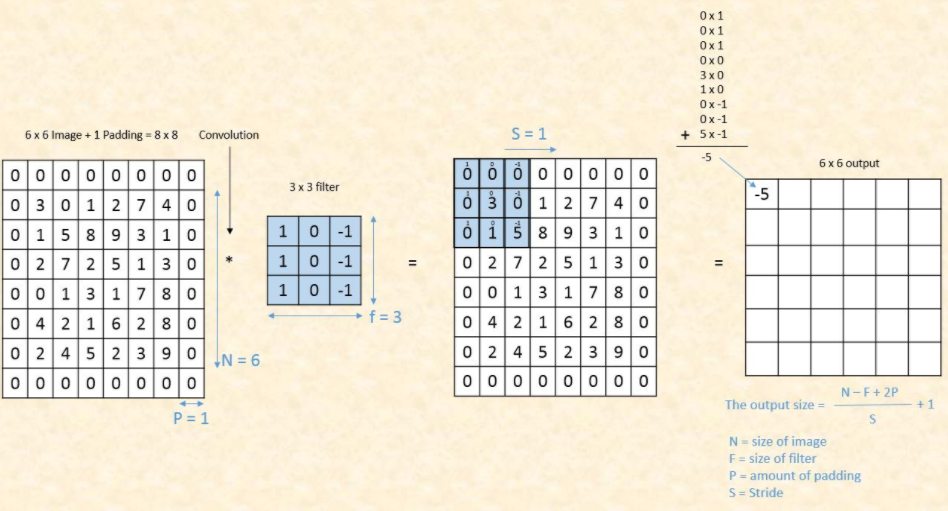 6 x 6 Image + 1 Padding = 8 x 8
Convolution
0 0 0 0 0 0 0 0
0 3 0 1 2 7 4 0
0 1 5 8 9 3 1 0
0 2 7 2 5 1 3 0
0 0 1 3 1 7 8 0
0 4 2 1 6 2 8 0
0 2 4 5 2 3 9 0
0 0 0 0 0 0 0 0
P = 1
N = 6
*
3 x 3 filter
1 0 -1
1 0 -1
1 0 -1
f = 3
=
S = 1
1 0 -1
0 0 0 0 0 0 0 0
1 0 -1
0 3 0 1 2 7 4 0
1 0 -1
0 1 5 8 9 3 1 0
0 2 7 2 5 1 3 0
0 0 1 3 1 7 8 0
0 4 2 1 6 2 8 0
0 2 4 5 2 3 9 0
0 0 0 0 0 0 0 0
=
0 x 1
0 x 1
0 x 1
0 x 0
3 x 0
1 x 0
0 x -1
0 x -1
+ 5 x -1
-5
6 x 6 output
-5
The output size = N – F + 2P
S
+ 1
N = size of image
F = size of filter
P = amount of padding
S = Stride